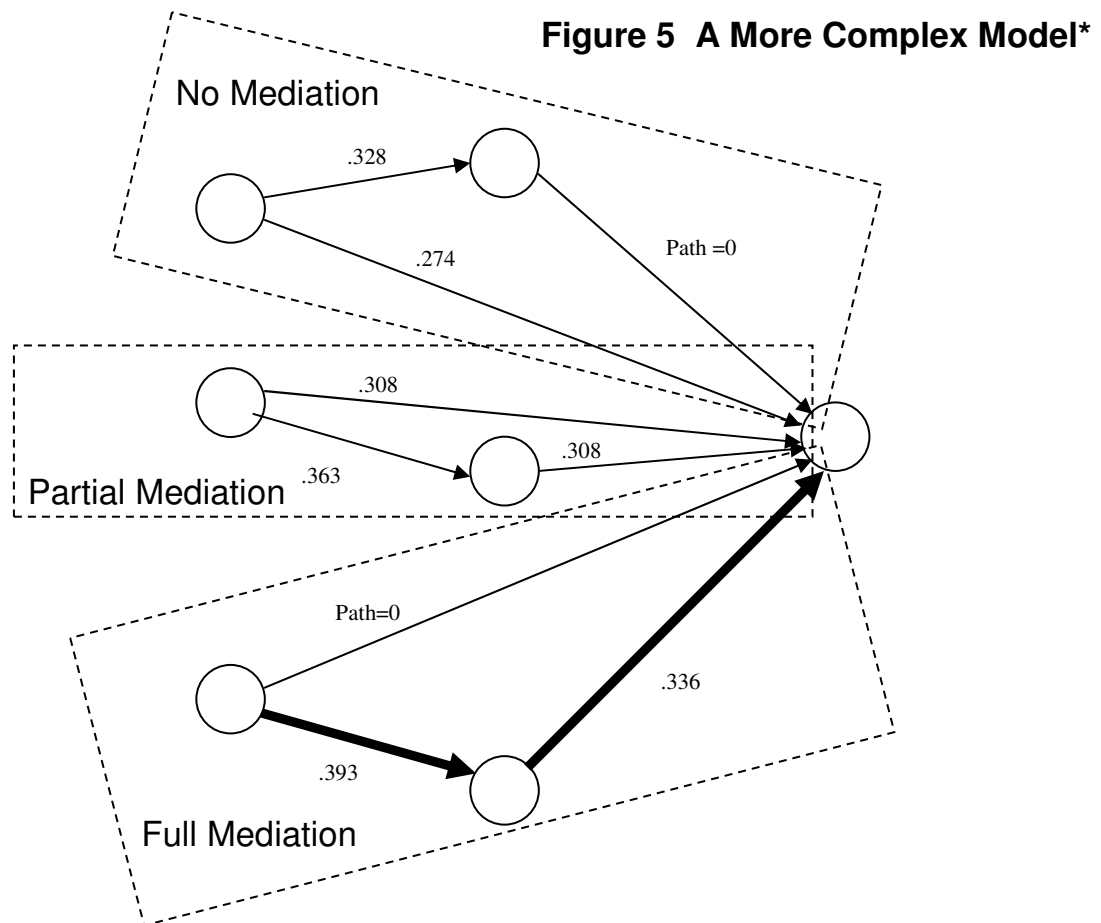 Figure 5 A More Complex Model*
No Mediation
.328
.274
Path =0
.308
.308
.363
Partial Mediation
Path=0
.336
.393
Full Mediation